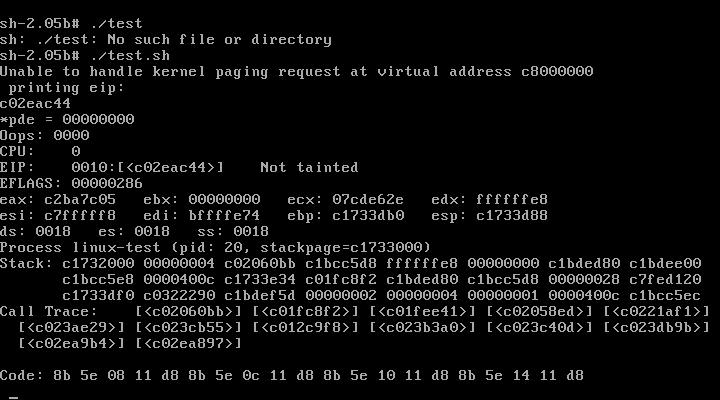 sh-2.05b# ./test
sh: ./test: No such file or directory
sh-2.05b# ./test.sh
Unable to handle kernel paging request at virtual address c8000000
 printing eip:
c02eac44
*pde = 00000000
Oops: 0000
CPU:    0
EIP:    0010:[<c02eac44>]    Not tainted
EFLAGS: 00000286
eax: c2ba7c05   ebx: 00000000   ecx: 07cde62e   edx: ffffffe8
esi: c7fffff8   edi: bffffe74   ebp: c1733db0   esp: c1733d88
ds: 0018   es: 0018   ss: 0018
Process linux-test (pid: 20, stackpage=c1733000)
Stack: c1732000 00000004 c02060bb c1bcc5d8 ffffffe8 00000000 c1bded80 c1bdee00
       c1bcc5e8 0000400c c1733e34 c01fc8f2 c1bded80 c1bcc5d8 00000028 c7fed120
       c1733df0 c0322290 c1bdef5d 00000002 00000004 00000001 0000400c c1bcc5ec
Call Trace:    [<c02060bb>] [<c01fc8f2>] [<c01fee41>] [<c02058ed>] [<c0221af1>]
  [<c023ae29>] [<c023cb55>] [<c012c9f8>] [<c023b3a0>] [<c023c40d>] [<c023db9b>]
  [<c02ea9b4>] [<c02ea897>]
Code: 8b 5e 08 11 d8 8b 5e 0c 11 d8 8b 5e 10 11 d8 8b 5e 14 11 d8